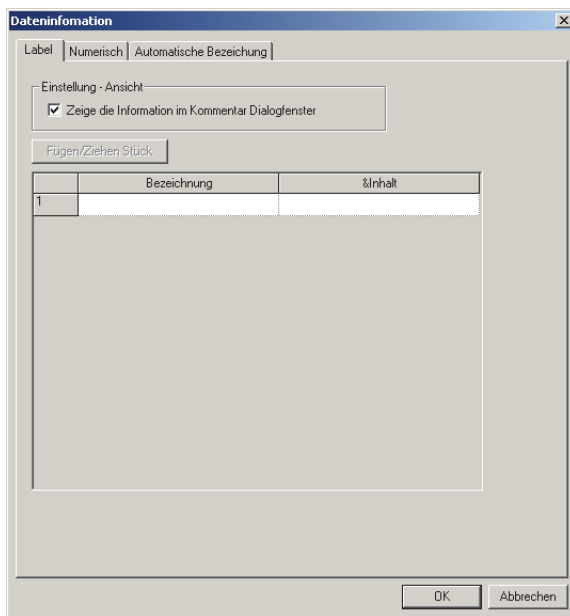 Dateninfomation
Label Numerisch Automatische Bezeichung
Einstellung - Ansicht
Zeige die Information im Kommentar Dialogfenster
Fügen/Ziehen Stück
Bezeichnung &Inhalt
1
OK Abbrechen